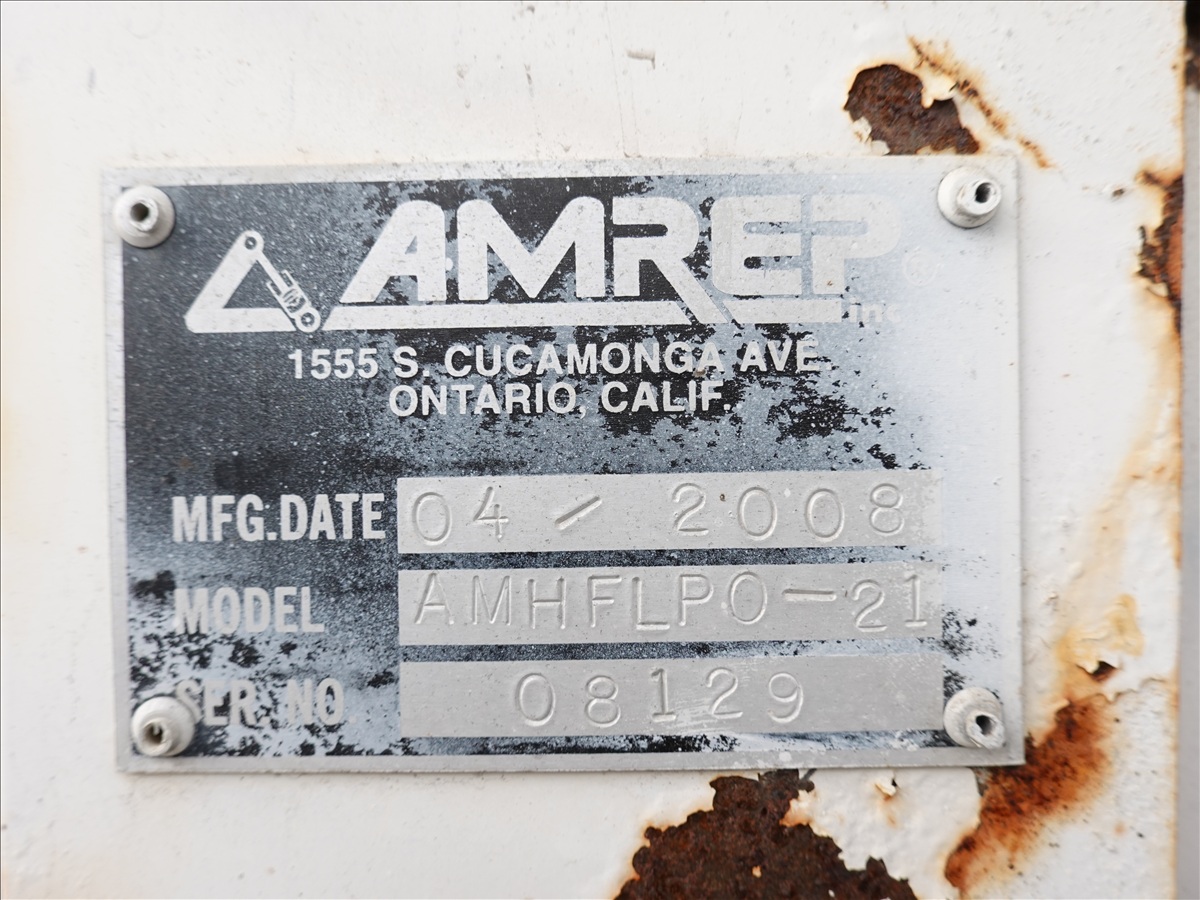 AMREP
inc ®
1555 S. CUCAMONGA AVE
ONTARIO, CALIF.
MFG.DATE 04 / 2008
MODEL AMHFLPO-21
SER. NO 08129